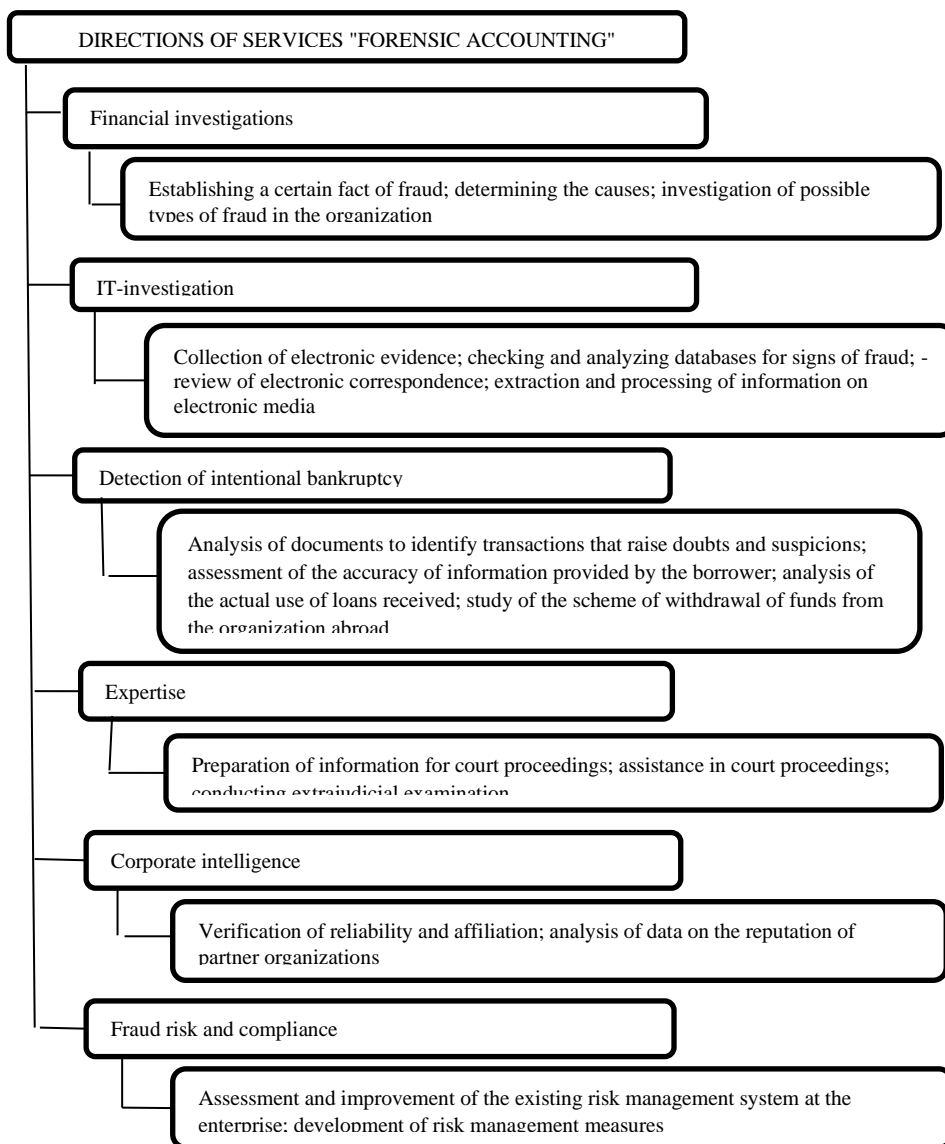 DIRECTIONS OF SERVICES "FORENSIC ACCOUNTING"
Financial investigations
Establishing a certain fact of fraud; determining the causes; investigation of possible
types of fraud in the organization
IT-investigation
Collection of electronic evidence; checking and analyzing databases for signs of fraud; -
review of electronic correspondence; extraction and processing of information on
electronic media
Detection of intentional bankruptcy
Analysis of documents to identify transactions that raise doubts and suspicions;
assessment of the accuracy of information provided by the borrower; analysis of
the actual use of loans received; study of the scheme of withdrawal of funds from
the organization abroad
Expertise
Preparation of information for court proceedings; assistance in court proceedings;
conducting extrajudicial examination
Corporate intelligence
Verification of reliability and affiliation; analysis of data on the reputation of
partner organizations
Fraud risk and compliance
Assessment and improvement of the existing risk management system at the
enterprise; development of risk management measures